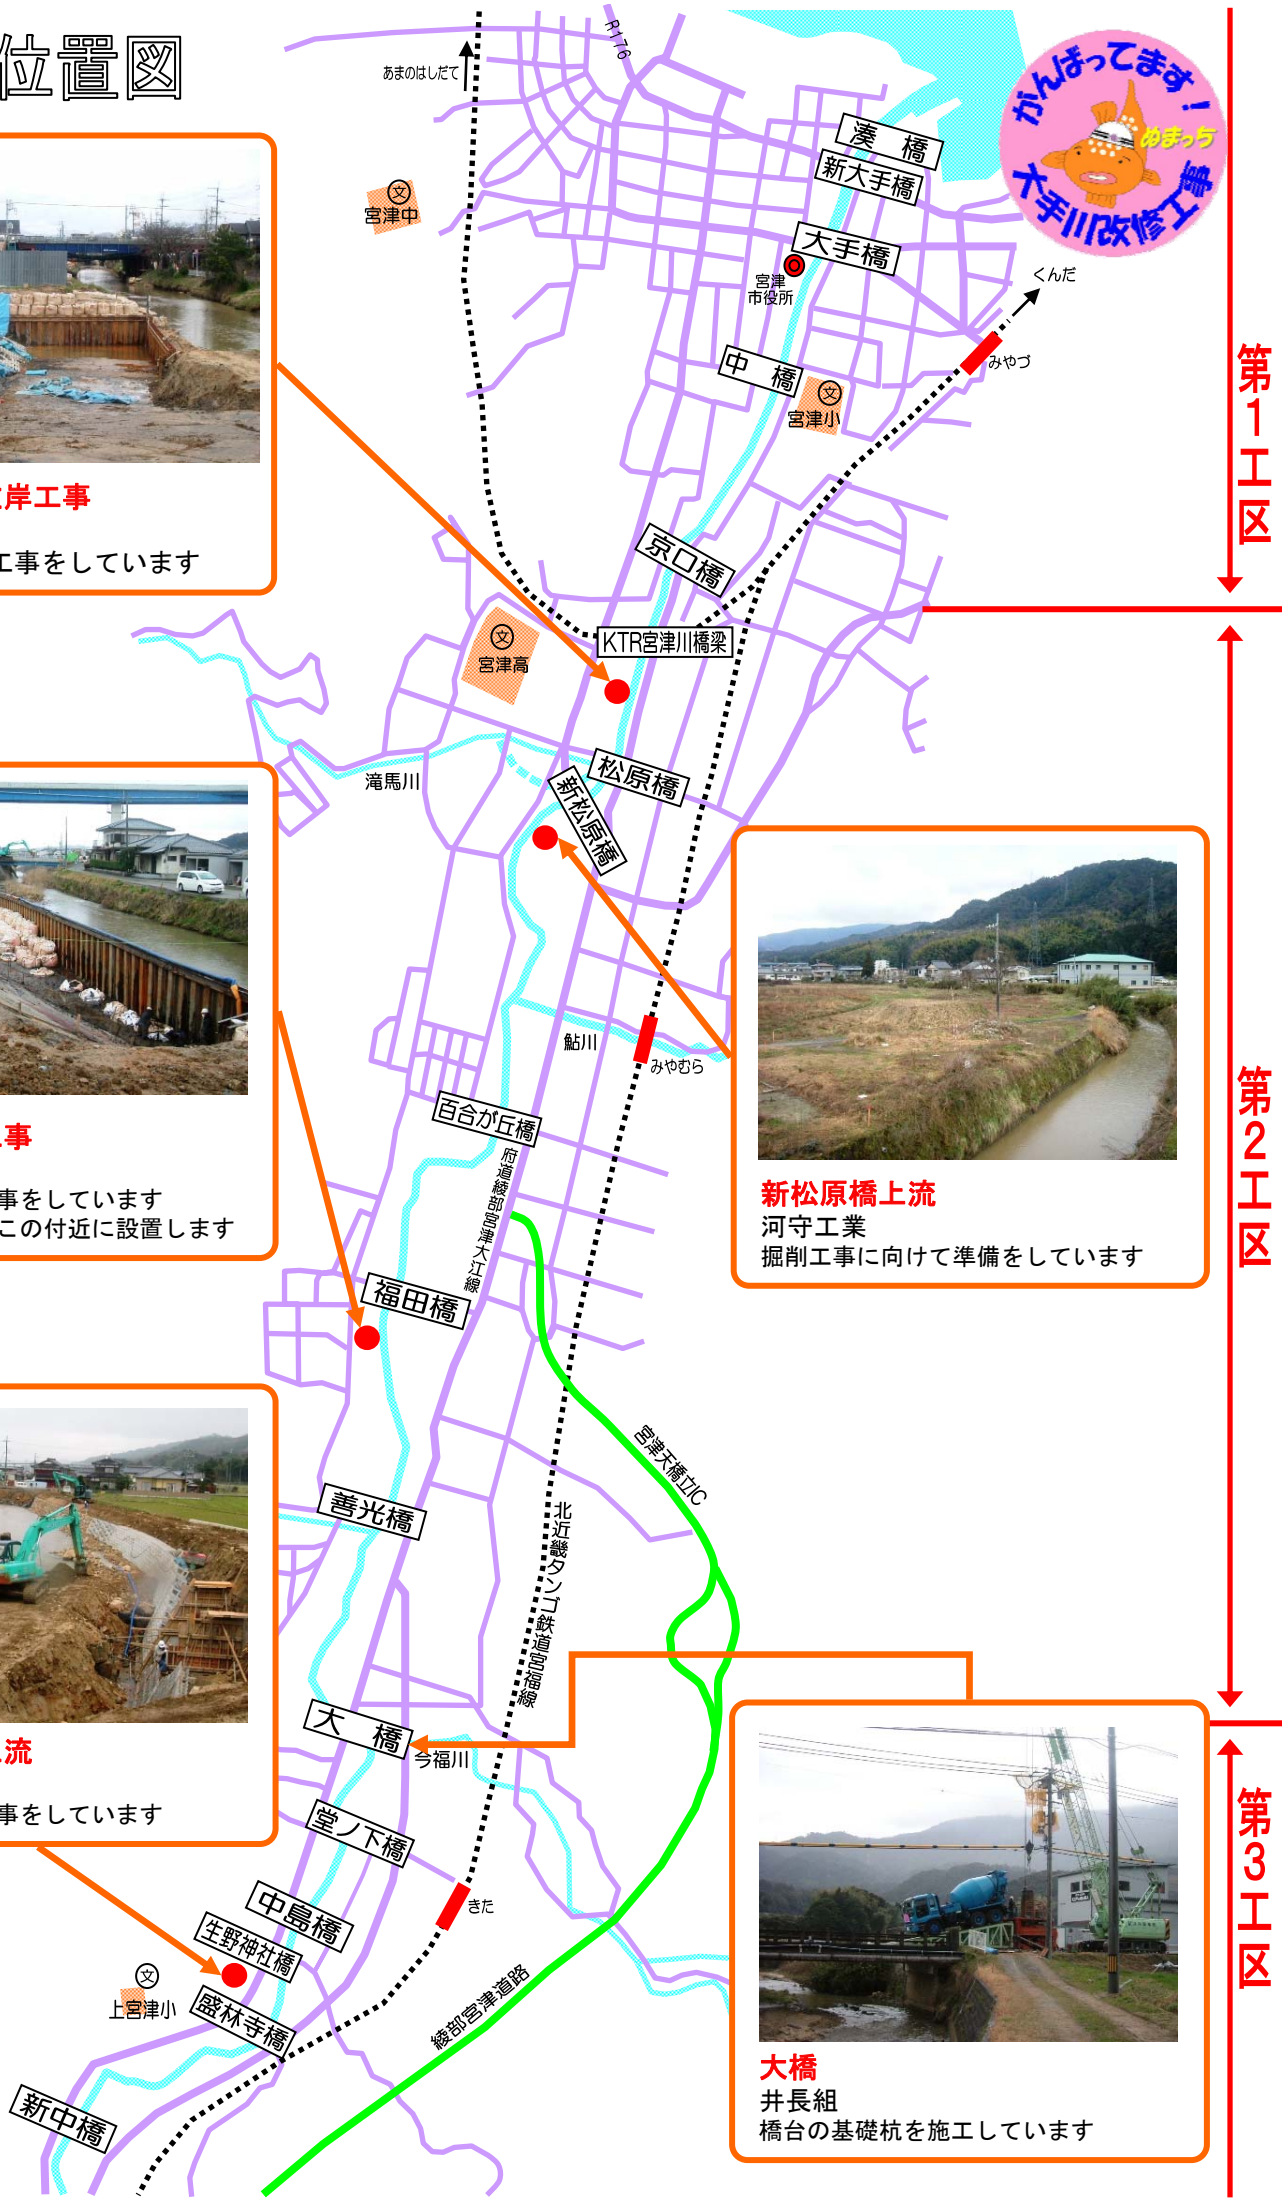 位置図
がんばってます！
ぬまっち
大手川改修工事
R176
あまのはしだて
湊橋
新大手橋
宮津中
文
大手橋
宮津
市役所
くんだ
みやづ
中橋
文
宮津小
第1工区
岸工事
工事をしています
京口橋
KTR宮津川橋梁
文
宮津高
松原橋
滝馬川
新松原橋
鮎川
みやむら
百合が丘橋
府道綾部宮津大江線
第2工区
事
事をしています
この付近に設置します
新松原橋上流
河守工業
掘削工事に向けて準備をしています
福田橋
宮津天橋立IC
善光橋
北近畿タンゴ鉄道宮福線
大橋
今福川
流
事をしています
堂ノ下橋
第3工区
中島橋
きた
生野神社橋
文
上宮津小
盛林寺橋
綾部宮津道路
新中橋
大橋
井長組
橋台の基礎杭を施工しています